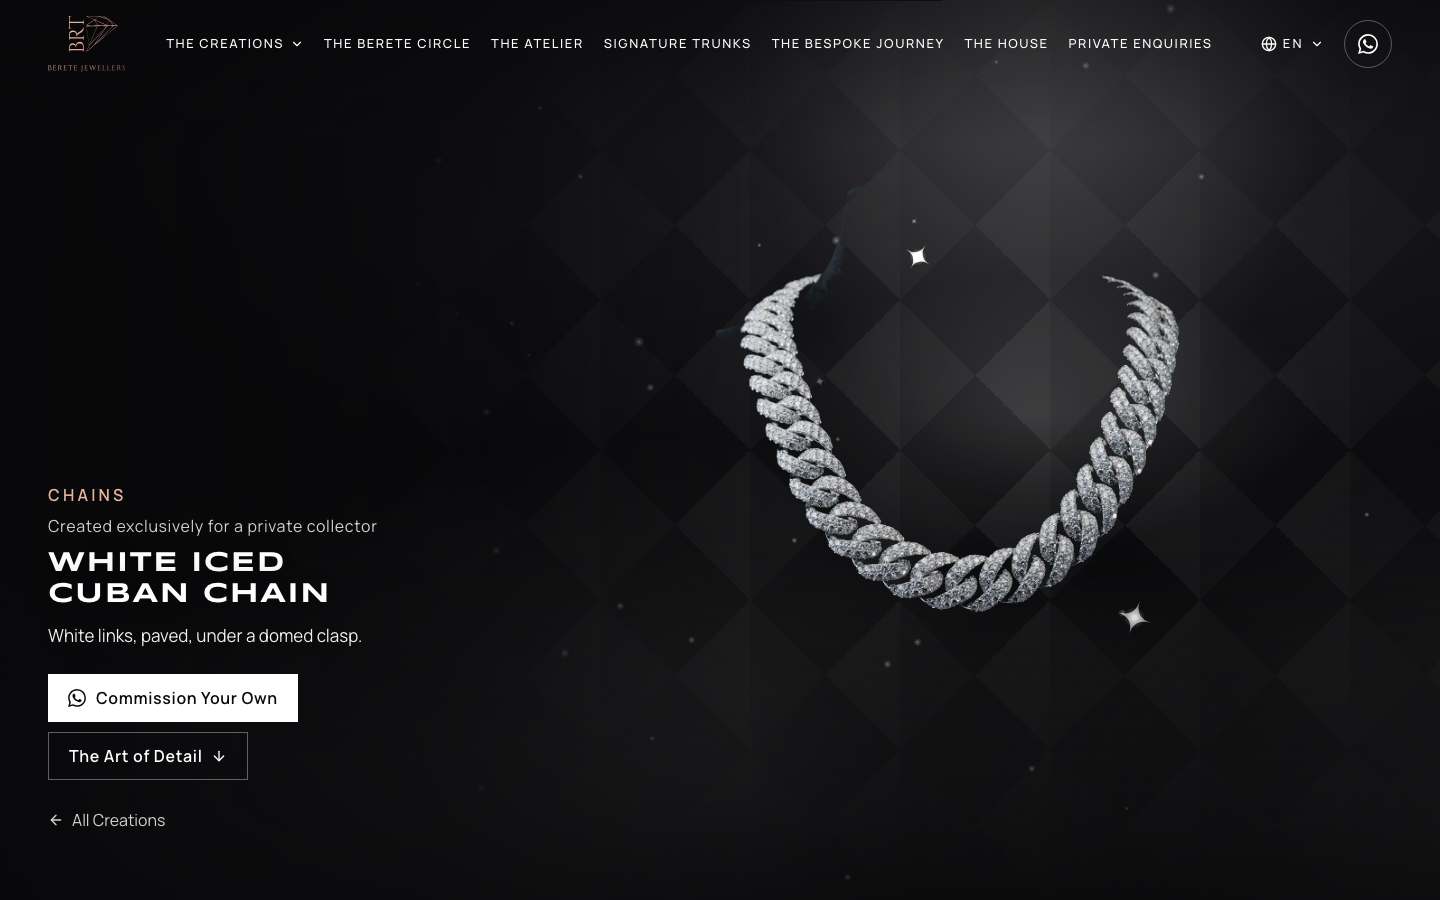 BRT
BERETE JEWELLERS
THE CREATIONS
THE BERETE CIRCLE
THE ATELIER
SIGNATURE TRUNKS
THE BESPOKE JOURNEY
THE HOUSE
PRIVATE ENQUIRIES
EN
CHAINS
Created exclusively for a private collector
WHITE ICED
CUBAN CHAIN
White links, paved, under a domed clasp.
Commission Your Own
The Art of Detail
All Creations